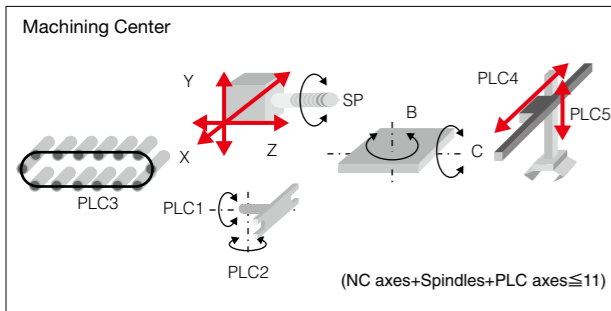 Machining Center
Y
SP
PLC4
PLC5
B
X
Z
C
PLC3
PLC1
PLC2
(NC axes+Spindles+PLC axes≦11)